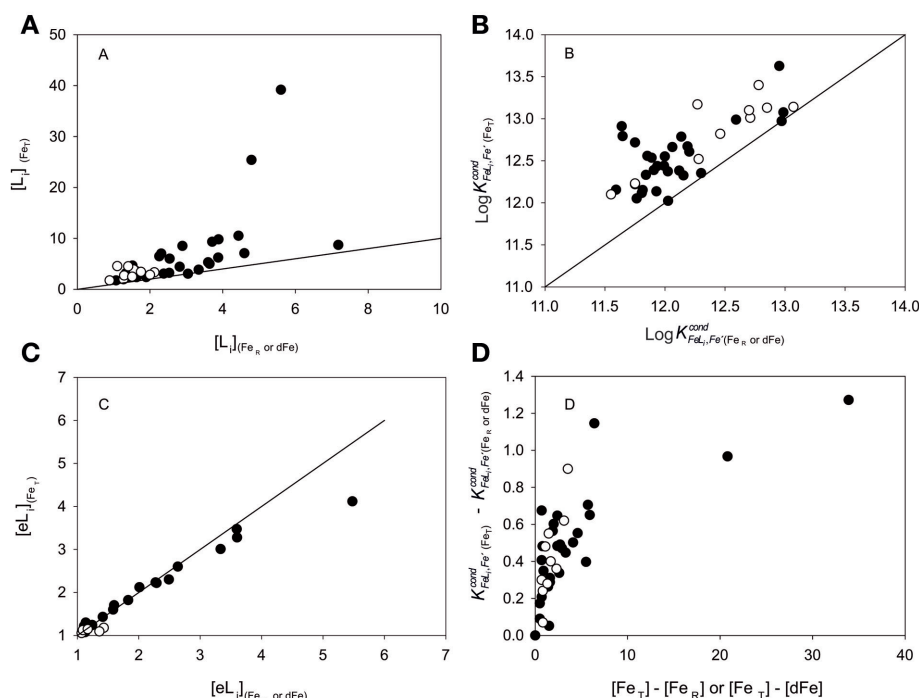 A
A
50
40
30
20
10
0
0 2 4 6 8 10
[Li] (FeT)
[Li](FeR or dFe)
B
B
14.0
13.5
13.0
12.5
12.0
11.5
11.0
11.0 11.5 12.0 12.5 13.0 13.5 14.0
Log K cond FeLi,Fe' (FeT)
Log K cond FeLi,Fe'(FeR or dFe)
C
C
7
6
5
4
3
2
1
1 2 3 4 5 6 7
[eLi](FeT)
[eLi](Fe or dFe)
D
D
1.4
1.2
1.0
0.8
0.6
0.4
0.2
0.0
0 10 20 30 40
K cond FeLi,Fe' (FeT) - K cond FeLi,Fe'(FeR or dFe)
[FeT] - [FeR] or [FeT] - [dFe]